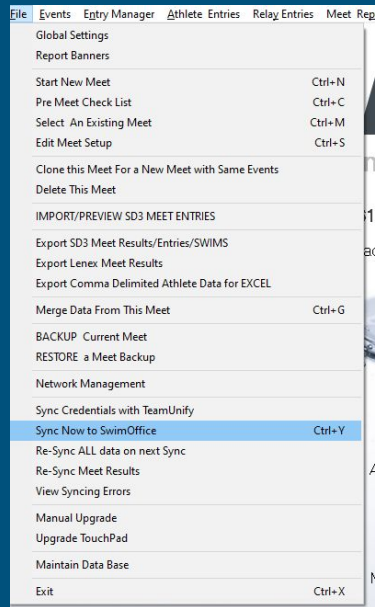 File Events Entry Manager Athlete Entries Relay Entries Meet Rep
Global Settings
Report Banners
Start New Meet Ctrl+N
Pre Meet Check List Ctrl+C
Select An Existing Meet Ctrl+M
Edit Meet Setup Ctrl+S
Clone this Meet For a New Meet with Same Events
Delete This Meet
IMPORT/PREVIEW SD3 MEET ENTRIES
Export SD3 Meet Results/Entries/SWIMS
Export Lenex Meet Results
Export Comma Delimited Athlete Data for EXCEL
Merge Data From This Meet Ctrl+G
BACKUP Current Meet
RESTORE a Meet Backup
Network Management
Sync Credentials with TeamUnify
Sync Now to SwimOffice Ctrl+Y
Re-Sync ALL data on next Sync
Re-Sync Meet Results
View Syncing Errors
Manual Upgrade
Upgrade TouchPad
Maintain Data Base
Exit Ctrl+X